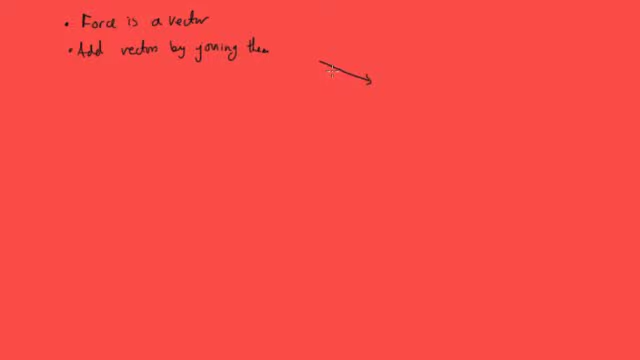 • Force is a vector
• Add vectors by joining them